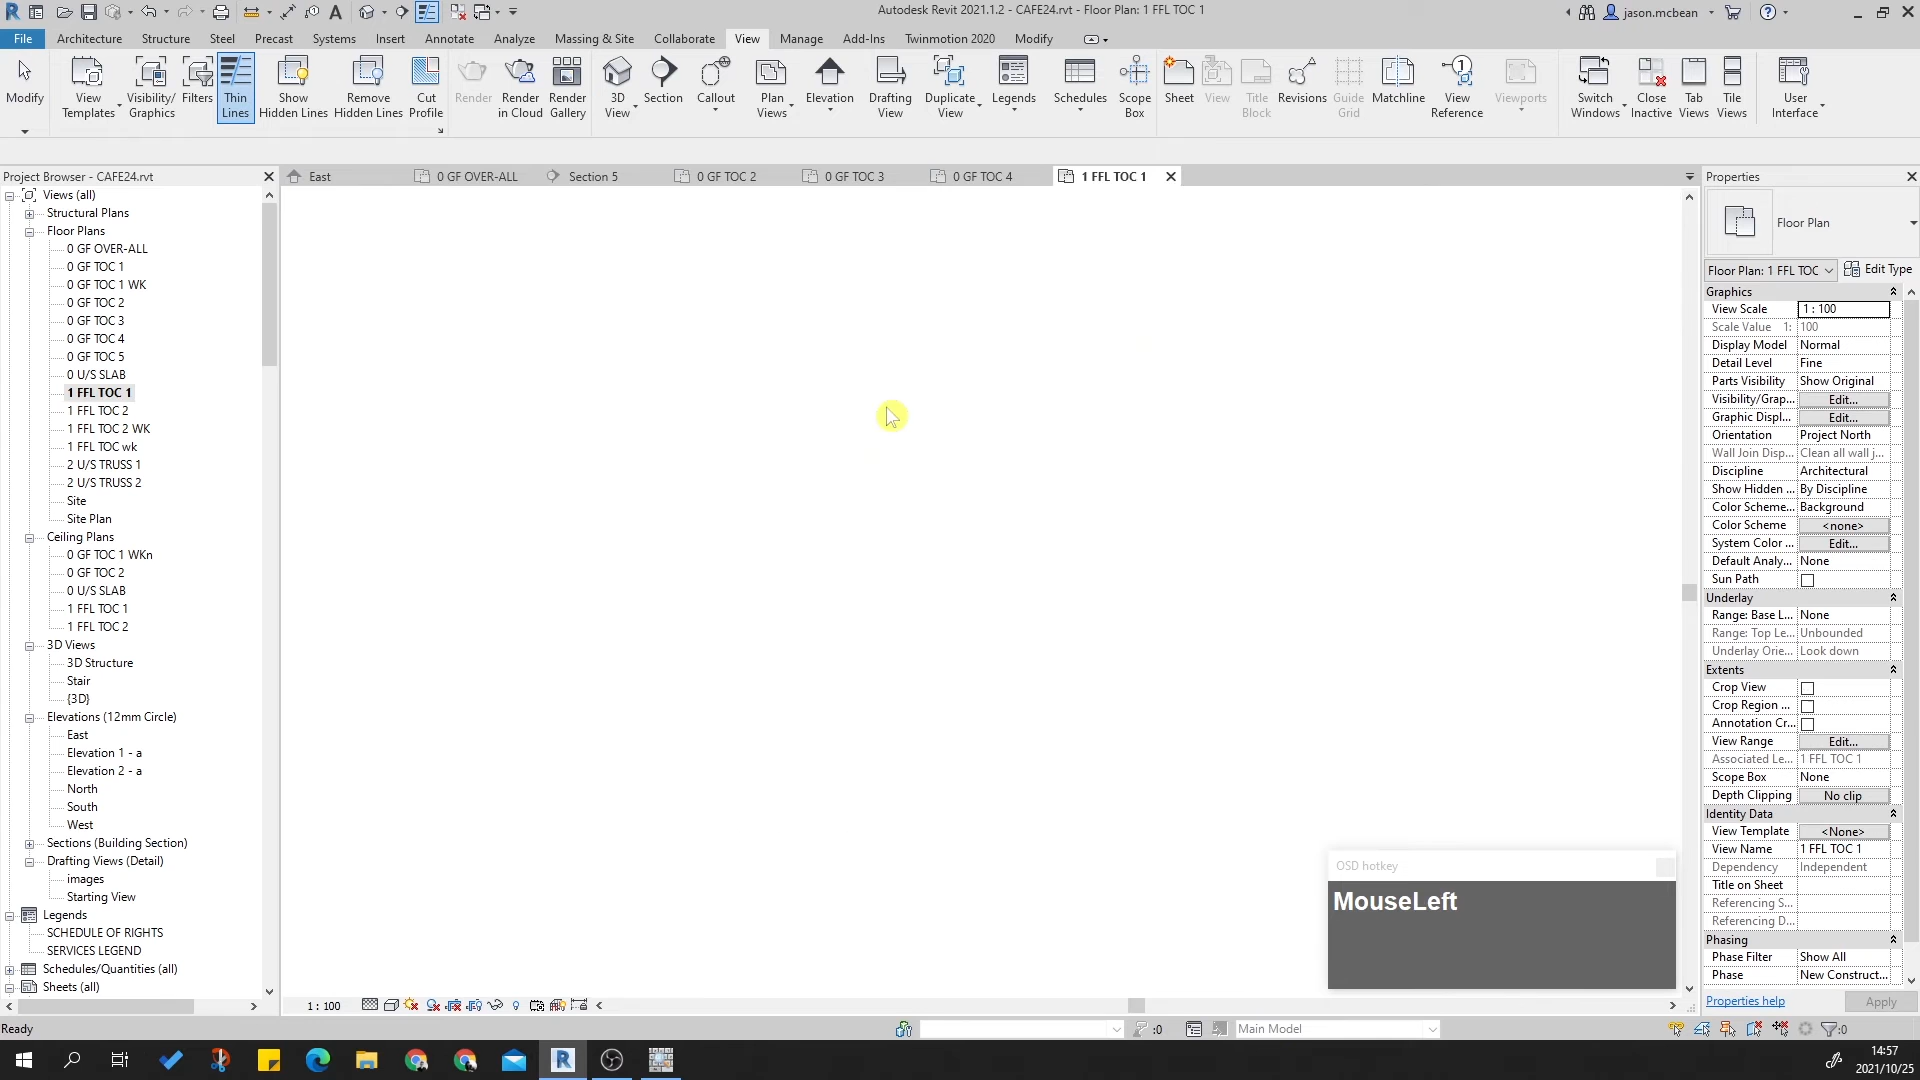 Autodesk Revit 2021.1.2 - CAFE24.rvt - Floor Plan: 1 FFL TOC 1
jason.mcbean
File Architecture Structure Steel Precast Systems Insert Annotate Analyze Massing & Site Collaborate View Manage Add-Ins Twinmotion 2020 Modify
Modify
View Templates
Visibility/ Graphics
Filters
Thin Lines
Show Hidden Lines
Remove Hidden Lines
Cut Profile
Render
Render in Cloud
Render Gallery
3D View
Section
Callout
Plan Views
Elevation
Drafting View
Duplicate View
Legends
Schedules
Scope Box
Sheet
View
Title Block
Revisions
Guide Grid
Matchline
View Reference
Viewports
Switch Windows
Close Inactive
Tab Views
Tile Views
User Interface
Project Browser - CAFE24.rvt
Views (all)
Structural Plans
Floor Plans
0 GF OVER-ALL
0 GF TOC 1
0 GF TOC 1 WK
0 GF TOC 2
0 GF TOC 3
0 GF TOC 4
0 GF TOC 5
0 U/S SLAB
1 FFL TOC 1
1 FFL TOC 2
1 FFL TOC 2 WK
1 FFL TOC wk
2 U/S TRUSS 1
2 U/S TRUSS 2
Site
Site Plan
Ceiling Plans
0 GF TOC 1 WKn
0 GF TOC 2
0 U/S SLAB
1 FFL TOC 1
1 FFL TOC 2
3D Views
3D Structure
Stair
{3D}
Elevations (12mm Circle)
East
Elevation 1 - a
Elevation 2 - a
North
South
West
Sections (Building Section)
Drafting Views (Detail)
images
Starting View
Legends
SCHEDULE OF RIGHTS
SERVICES LEGEND
Schedules/Quantities (all)
Sheets (all)
East
0 GF OVER-ALL
Section 5
0 GF TOC 2
0 GF TOC 3
0 GF TOC 4
1 FFL TOC 1
OSD hotkey
MouseLeft
1 : 100
Properties
Floor Plan
Floor Plan: 1 FFL TOC
Edit Type
Graphics
View Scale 1 : 100
Scale Value 1: 100
Display Model Normal
Detail Level Fine
Parts Visibility Show Original
Visibility/Grap... Edit...
Graphic Displ... Edit...
Orientation Project North
Wall Join Disp... Clean all wall j...
Discipline Architectural
Show Hidden ... By Discipline
Color Scheme... Background
Color Scheme <none>
System Color ... Edit...
Default Analy... None
Sun Path
Underlay
Range: Base L... None
Range: Top Le... Unbounded
Underlay Orie... Look down
Extents
Crop View
Crop Region ...
Annotation Cr...
View Range Edit...
Associated Le... 1 FFL TOC 1
Scope Box None
Depth Clipping No clip
Identity Data
View Template <None>
View Name 1 FFL TOC 1
Dependency Independent
Title on Sheet
Referencing S...
Referencing D...
Phasing
Phase Filter Show All
Phase New Construct...
Properties help
Apply
Ready
:0
Main Model
:0
14:57
2021/10/25